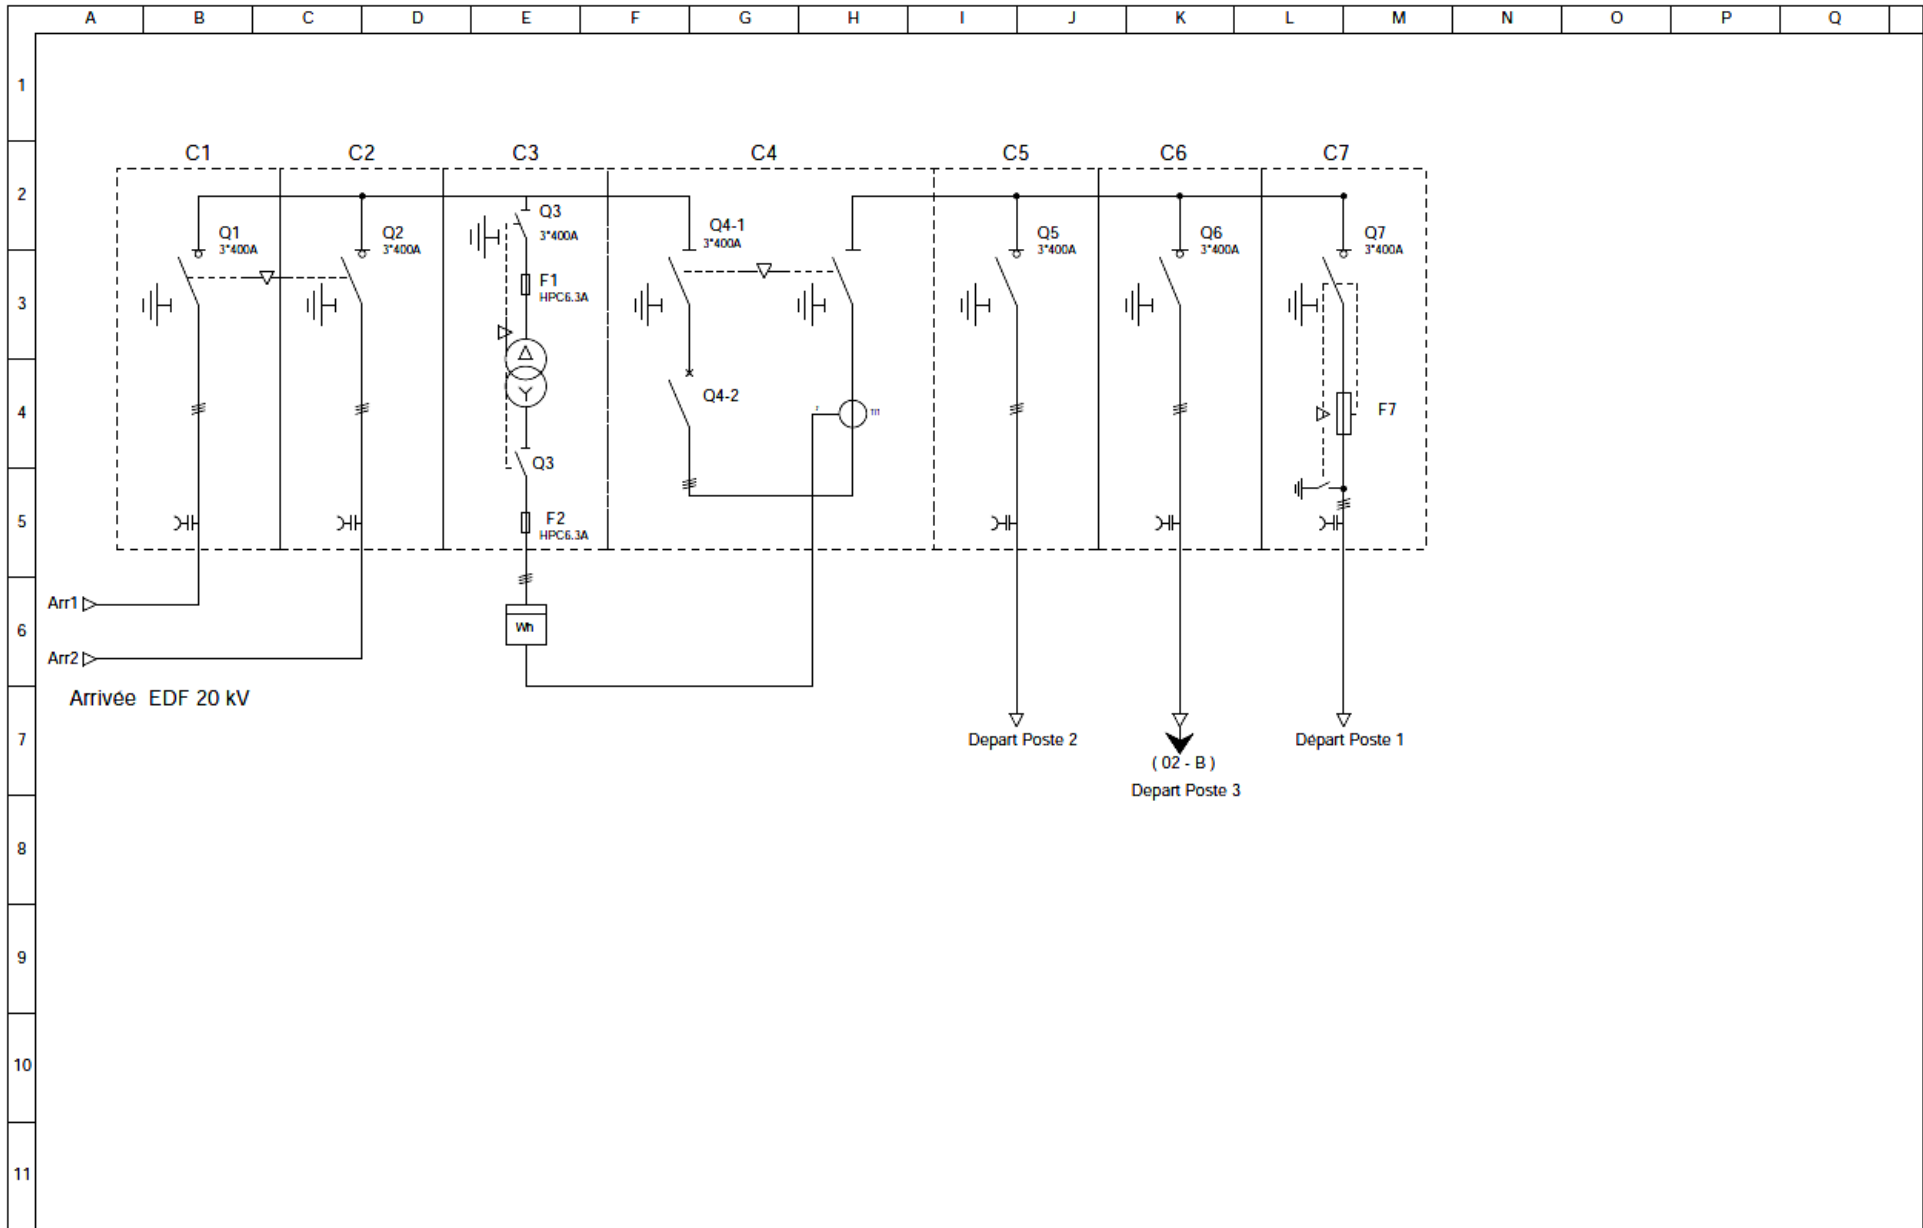 A B C D E F G H I J K L M N O P Q
1
C1 C2 C3 C4 C5 C6 C7
2
Q1
3*400A
Q2
3*400A
Q3
3*400A
Q4-1
3*400A
Q5
3*400A
Q6
3*400A
Q7
3*400A
F1
HPC6.3A
3
4
Q4-2
F7
Q3
5
F2
HPC6.3A
Arr1
6
Wh
Arr2
Arrivée EDF 20 kV
7
Depart Poste 2
( 02 - B )
Depart Poste 3
Départ Poste 1
8
9
10
11